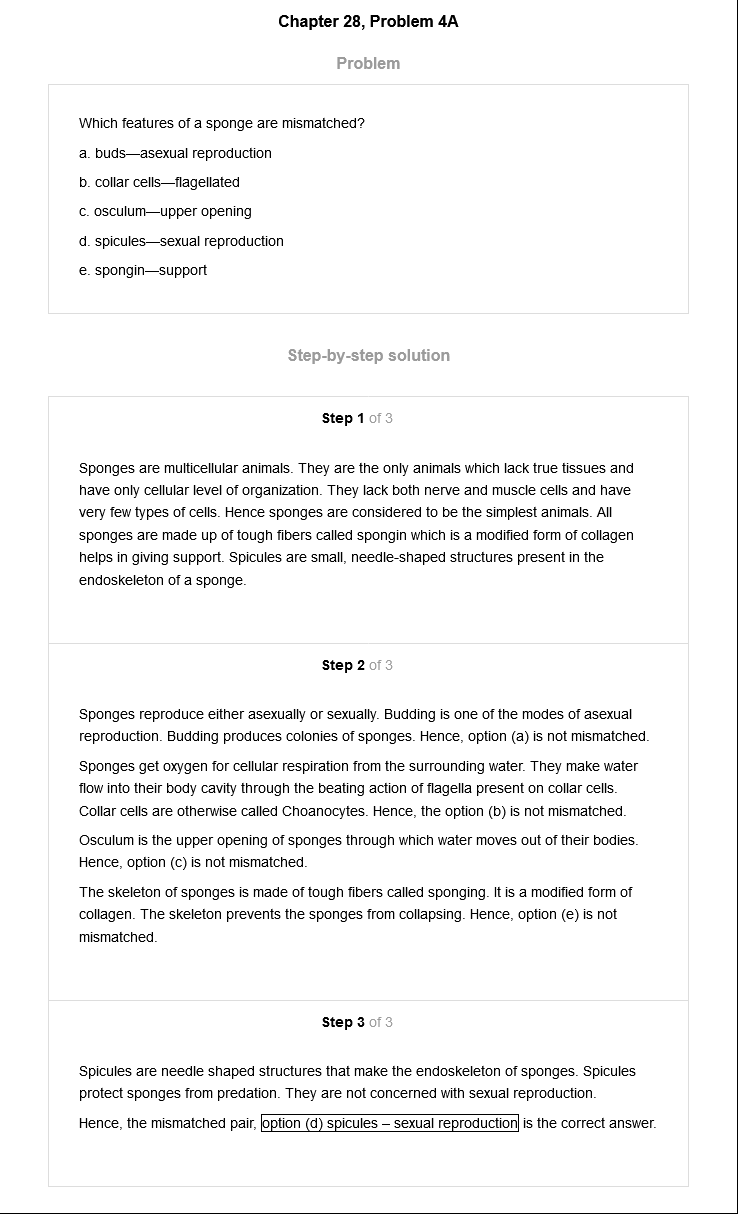 Chapter 28, Problem 4A
Problem
Which features of a sponge are mismatched?
a. buds—asexual reproduction
b. collar cells—flagellated
c. osculum—upper opening
d. spicules—sexual reproduction
e. spongin—support
Step-by-step solution
Step 1 of 3
Sponges are multicellular animals. They are the only animals which lack true tissues and
have only cellular level of organization. They lack both nerve and muscle cells and have
very few types of cells. Hence sponges are considered to be the simplest animals. All
sponges are made up of tough fibers called spongin which is a modified form of collagen
helps in giving support. Spicules are small, needle-shaped structures present in the
endoskeleton of a sponge.
Step 2 of 3
Sponges reproduce either asexually or sexually. Budding is one of the modes of asexual
reproduction. Budding produces colonies of sponges. Hence, option (a) is not mismatched.
Sponges get oxygen for cellular respiration from the surrounding water. They make water
flow into their body cavity through the beating action of flagella present on collar cells.
Collar cells are otherwise called Choanocytes. Hence, the option (b) is not mismatched.
Osculum is the upper opening of sponges through which water moves out of their bodies.
Hence, option (c) is not mismatched.
The skeleton of sponges is made of tough fibers called sponging. It is a modified form of
collagen. The skeleton prevents the sponges from collapsing. Hence, option (e) is not
mismatched.
Step 3 of 3
Spicules are needle shaped structures that make the endoskeleton of sponges. Spicules
protect sponges from predation. They are not concerned with sexual reproduction.
Hence, the mismatched pair, option (d) spicules – sexual reproduction is the correct answer.